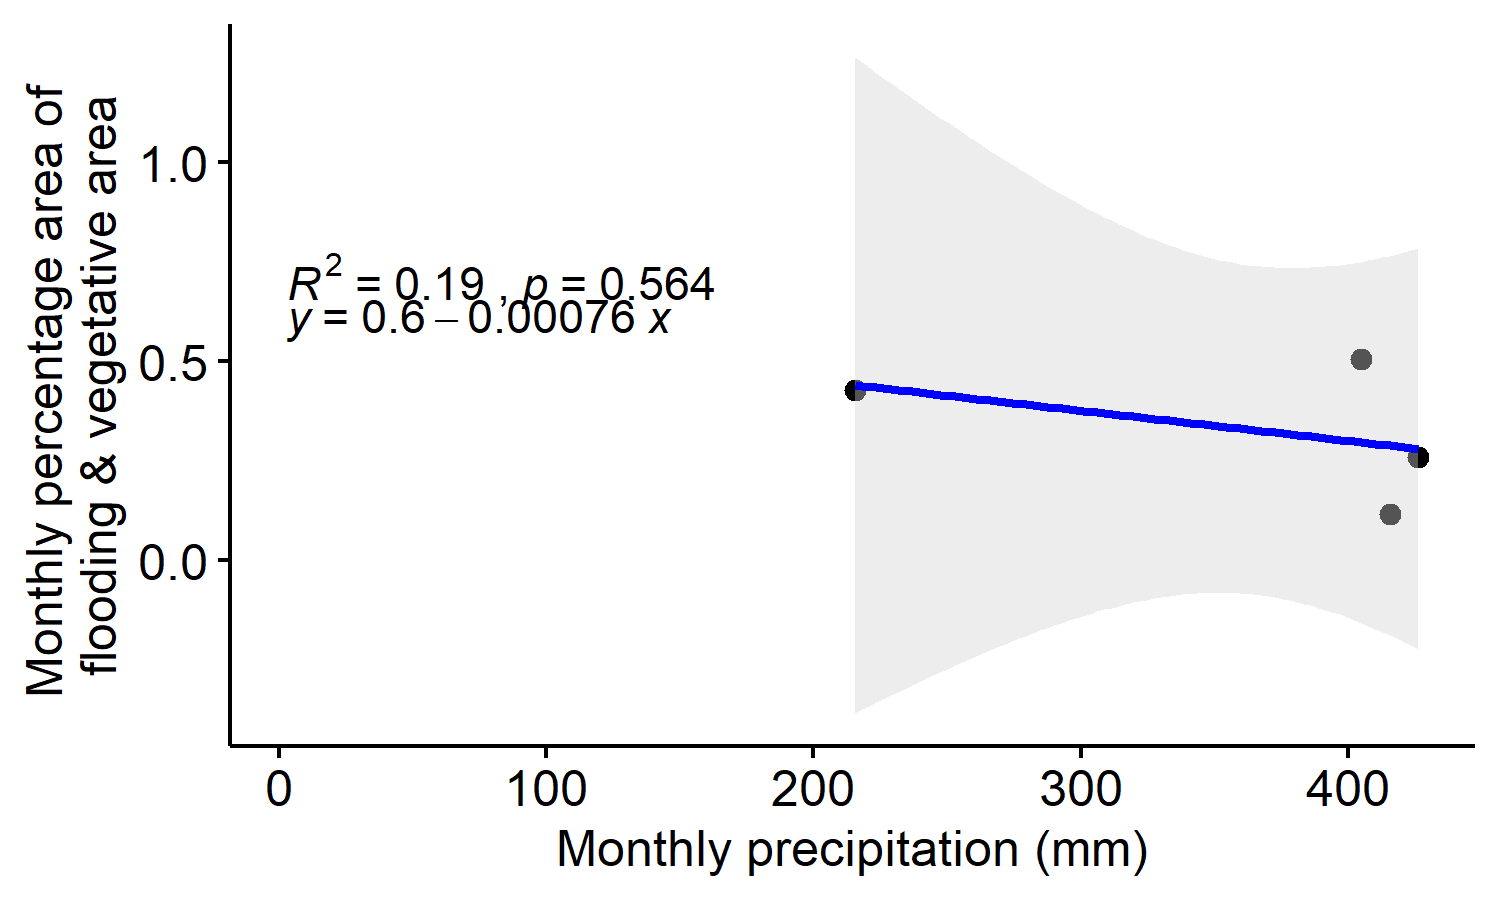 Monthly percentage area of
flooding & vegetative area
1.0
0.5
0.0
R² = 0.19 , p = 0.564
y = 0.6 – 0.00076 x
0 100 200 300 400
Monthly precipitation (mm)